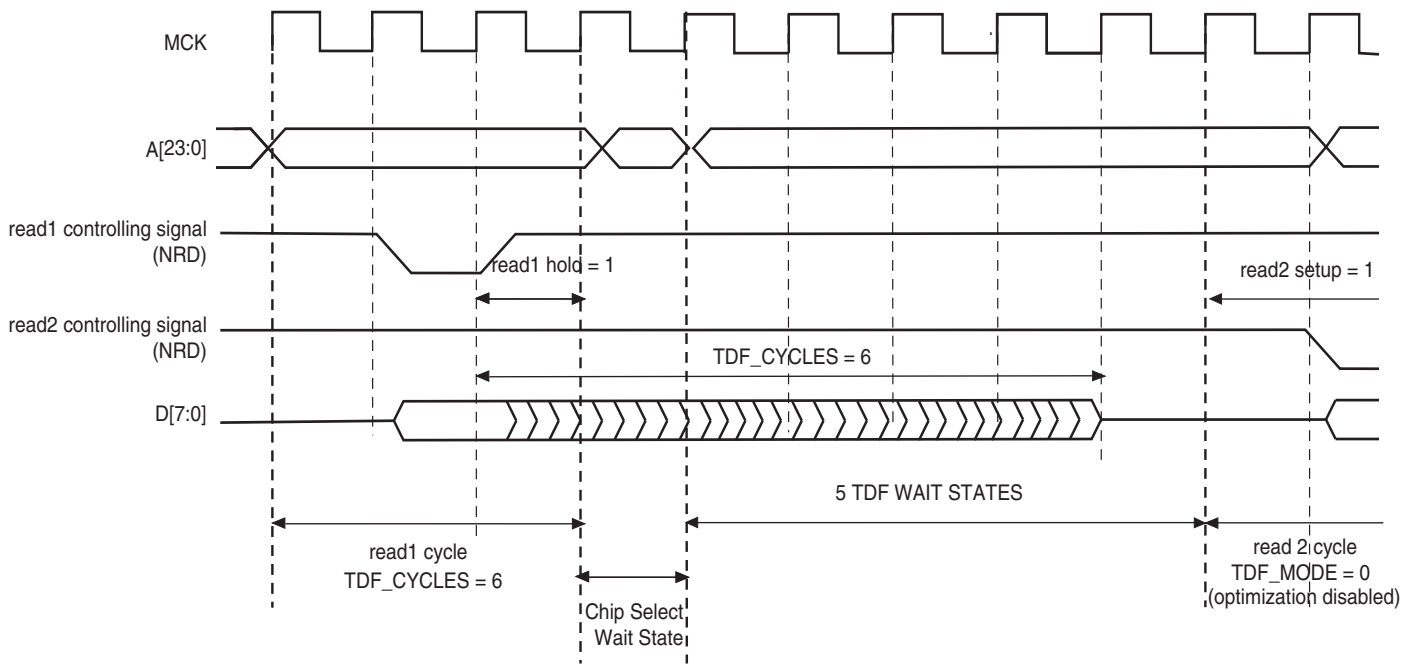 MCK
A[23:0]
read1 controlling signal
(NRD)
read1 hold = 1
read2 setup = 1
read2 controlling signal
(NRD)
TDF_CYCLES = 6
D[7:0]
5 TDF WAIT STATES
read1 cycle
TDF_CYCLES = 6
Chip Select
Wait State
read 2 cycle
TDF_MODE = 0
(optimization disabled)